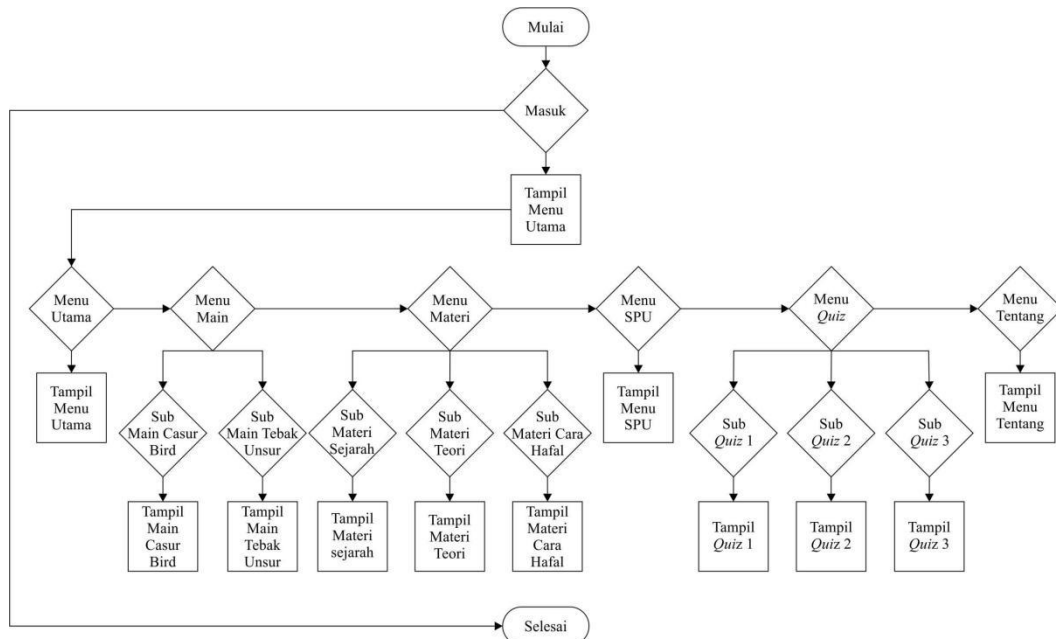 Mulai
Masuk
Tampil
Menu
Utama
Menu
Utama
Menu
Main
Menu
Materi
Menu
SPU
Menu
Quiz
Menu
Tentang
Tampil
Menu
Utama
Sub
Main Casur
Bird
Sub
Main Tebak
Unsur
Sub
Materi
Sejarah
Sub
Materi
Teori
Sub
Materi Cara
Hafal
Tampil
Menu
SPU
Sub
Quiz 1
Sub
Quiz 2
Sub
Quiz 3
Tampil
Menu
Tentang
Tampil
Main
Casur
Bird
Tampil
Main
Tebak
Unsur
Tampil
Materi
sejarah
Tampil
Materi
Teori
Tampil
Materi
Cara
Hafal
Tampil
Quiz 1
Tampil
Quiz 2
Tampil
Quiz 3
Selesai